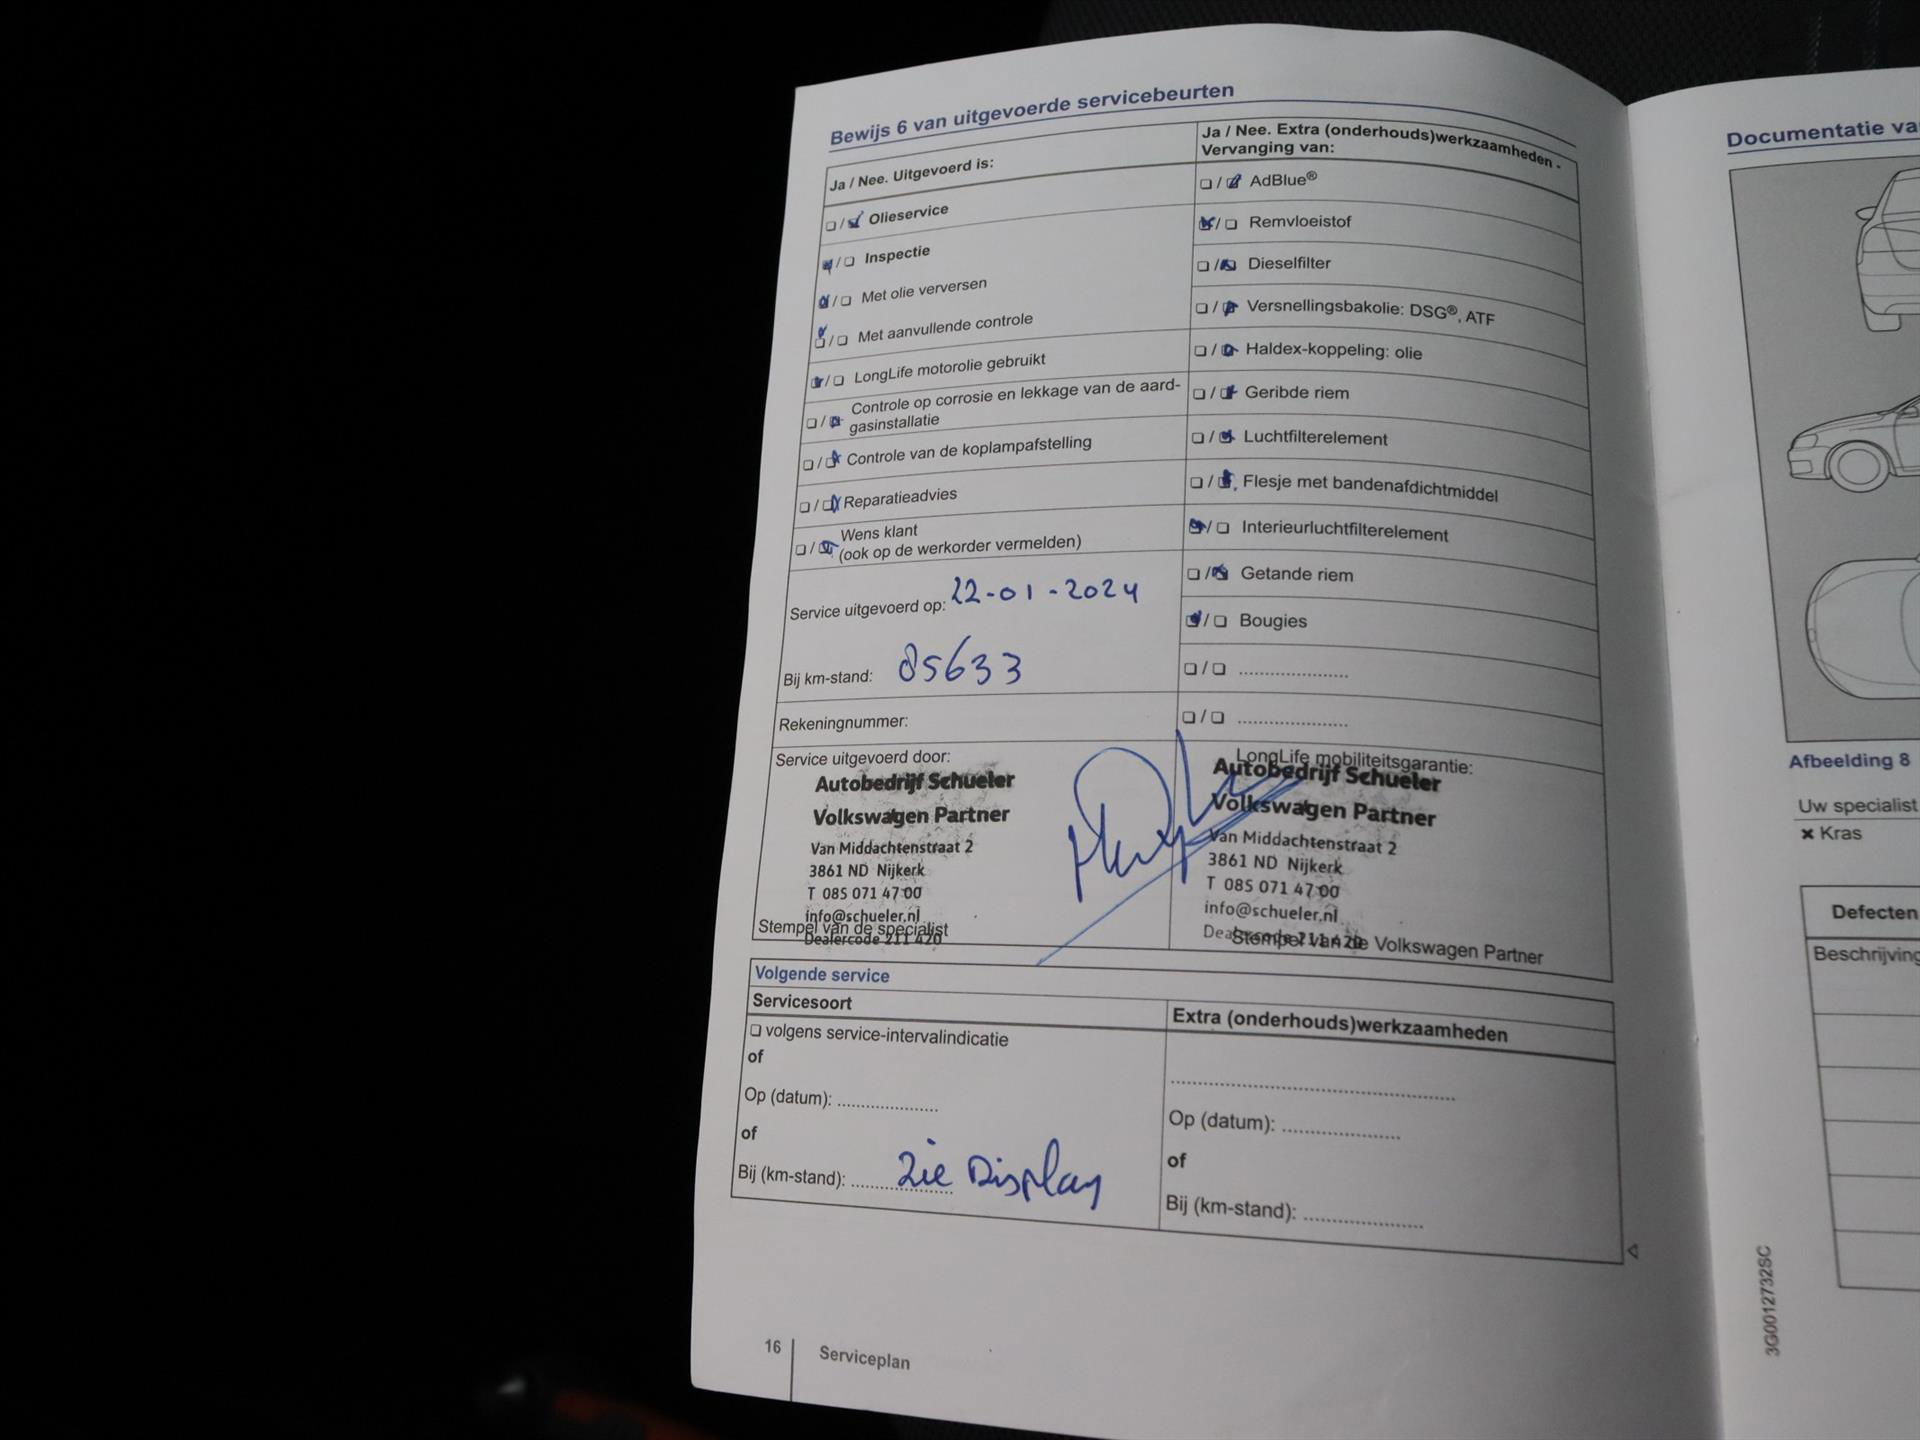 Bewijs 6 van uitgevoerde servicebeurten
Ja / Nee. Uitgevoerd is:
❏ / ❏ Olieservice
❏ / ❏ Inspectie
❏ / ❏ Met olie verversen
❏ / ❏ Met aanvullende controle
❏ / ❏ LongLife motorolie gebruikt
❏ / ❏ Controle op corrosie en lekkage van de aard-
gasinstallatie
❏ / ❏ Controle van de koplampafstelling
❏ / ❏ Reparatieadvies
❏ / ❏ Wens klant
(ook op de werkorder vermelden)
Service uitgevoerd op: 22-01-2024
Bij km-stand: 85633
Rekeningnummer:
Service uitgevoerd door:
Autobedrijf Schueler
Volkswagen Partner
Van Middachtenstraat 2
3861 ND Nijkerk
T 085 071 47 00
info@schueler.nl
Stempel van de specialist
Dealercode 211 420
Ja / Nee. Extra (onderhouds)werkzaamheden -
Vervanging van:
❏ / ❏ AdBlue®
❏ / ❏ Remvloeistof
❏ / ❏ Dieselfilter
❏ / ❏ Versnellingsbakolie: DSG®, ATF
❏ / ❏ Haldex-koppeling: olie
❏ / ❏ Geribde riem
❏ / ❏ Luchtfilterelement
❏ / ❏ Flesje met bandenafdichtmiddel
❏ / ❏ Interieurluchtfilterelement
❏ / ❏ Getande riem
❏ / ❏ Bougies
❏ / ❏ ......................
❏ / ❏ ......................
LongLife mobiliteitsgarantie:
Autobedrijf Schueler
Volkswagen Partner
Van Middachtenstraat 2
3861 ND Nijkerk
T 085 071 47 00
info@schueler.nl
Dealercode 211 420
Stempel van de Volkswagen Partner
Volgende service
Servicesoort
❏ volgens service-intervalindicatie
of
Op (datum): ....................
of
Bij (km-stand): .................... Zie Display
Extra (onderhouds)werkzaamheden
........................................................
Op (datum): .......................
of
Bij (km-stand): .......................
16
Serviceplan
Documentatie va
Afbeelding 8
Uw specialist
× Kras
Defecten
Beschrijving
3G0012732SC